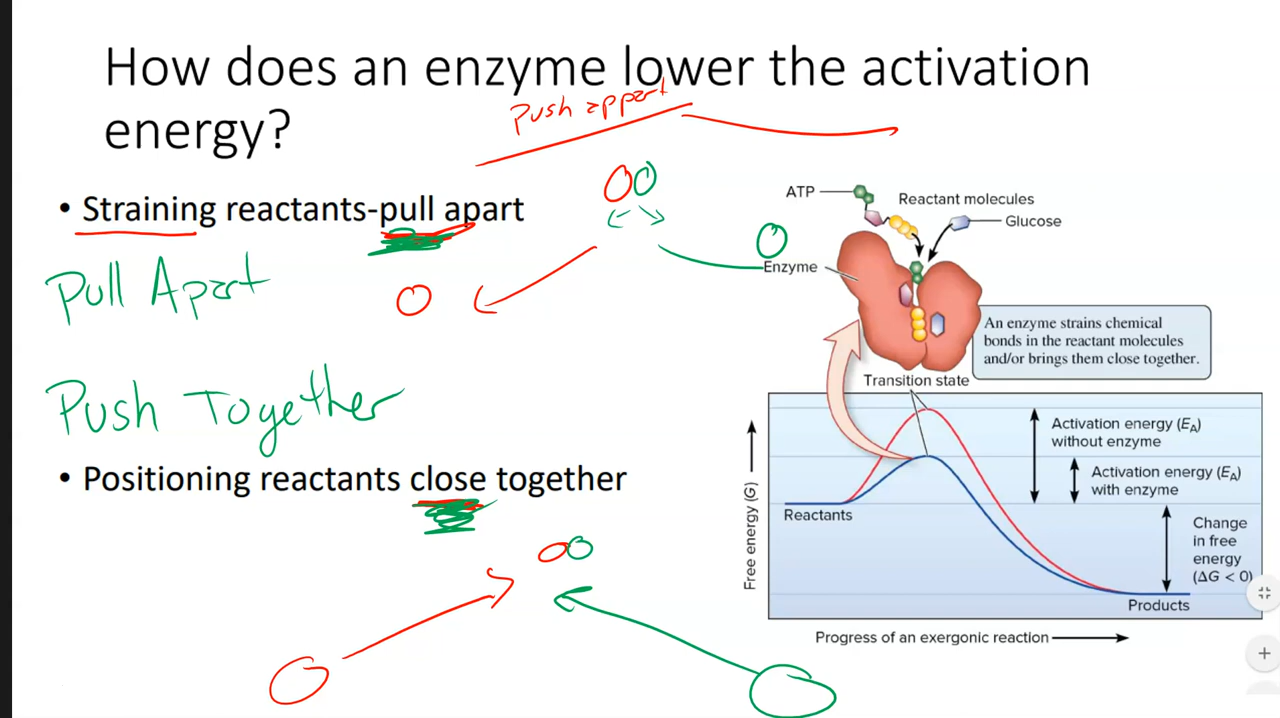 How does an enzyme lower the activation
energy?
Push appart
• Straining reactants-pull apart
Pull Apart
Push Together
• Positioning reactants close together
ATP
Reactant molecules
Glucose
Enzyme
An enzyme strains chemical
bonds in the reactant molecules
and/or brings them close together.
Transition state
Activation energy (EA)
without enzyme
Activation energy (EA)
with enzyme
Reactants
Change
in free
energy
(ΔG < 0)
Products
Free energy (G)
Progress of an exergonic reaction